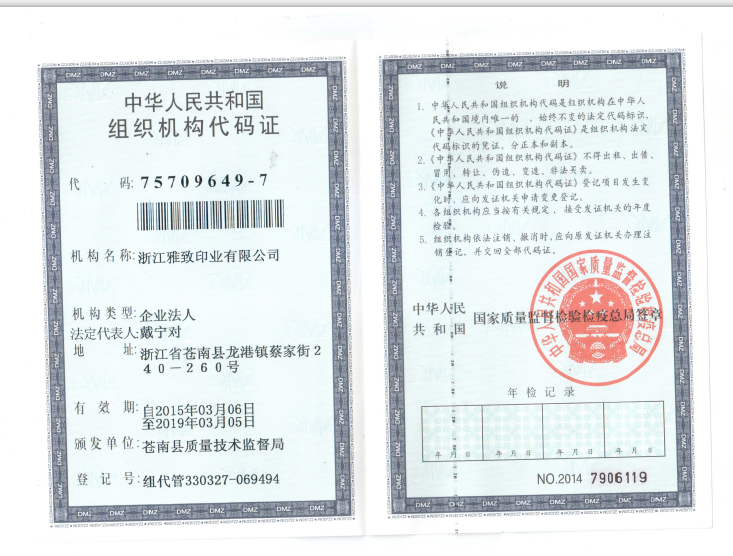 中华人民共和国
组织机构代码证
代 码: 75709649-7
机构名称: 浙江雅致印业有限公司
机构类型: 企业法人
法定代表人: 戴宁对
地 址: 浙江省苍南县龙港镇蔡家街2
40－260号
有 效 期: 自2015年03月06日
至2019年03月05日
颁发单位: 苍南县质量技术监督局
登 记 号: 组代管330327-069494
说 明
1. 中华人民共和国组织机构代码是组织机构在中华人
民共和国境内唯一的、始终不变的法定代码标识,
《中华人民共和国组织机构代码证》是组织机构法定
代码标识的凭证, 分正本和副本。
2. 《中华人民共和国组织机构代码证》不得出租、出借、
冒用、转让、伪造、变造、非法买卖。
3. 《中华人民共和国组织机构代码证》登记项目发生变
化时, 应向发证机关申请变更登记。
4. 各组织机构应当按有关规定, 接受发证机关的年度
检验。
5. 组织机构依法注销、撤消时, 应向原发证机关办理注
销登记, 并交回全部代码证。
中华人民
共和国 国家质量监督检验检疫总局签章
中华人民共和国国家质量监督检验检疫总局
年检记录
年 月 日 年 月 日 年 月 日 年 月 日
NO.2014 7906119